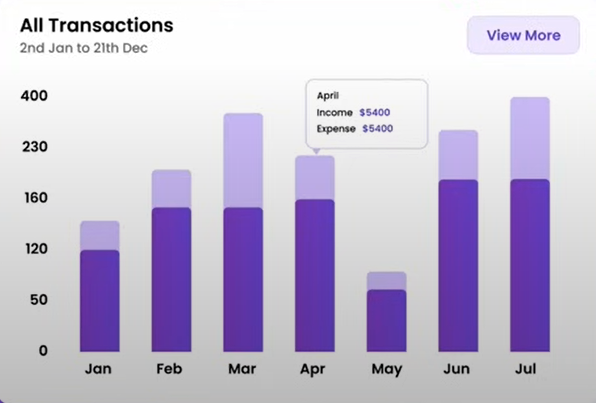 All Transactions
2nd Jan to 21th Dec
View More
April
Income $5400
Expense $5400
400
230
160
120
50
0
Jan Feb Mar Apr May Jun Jul